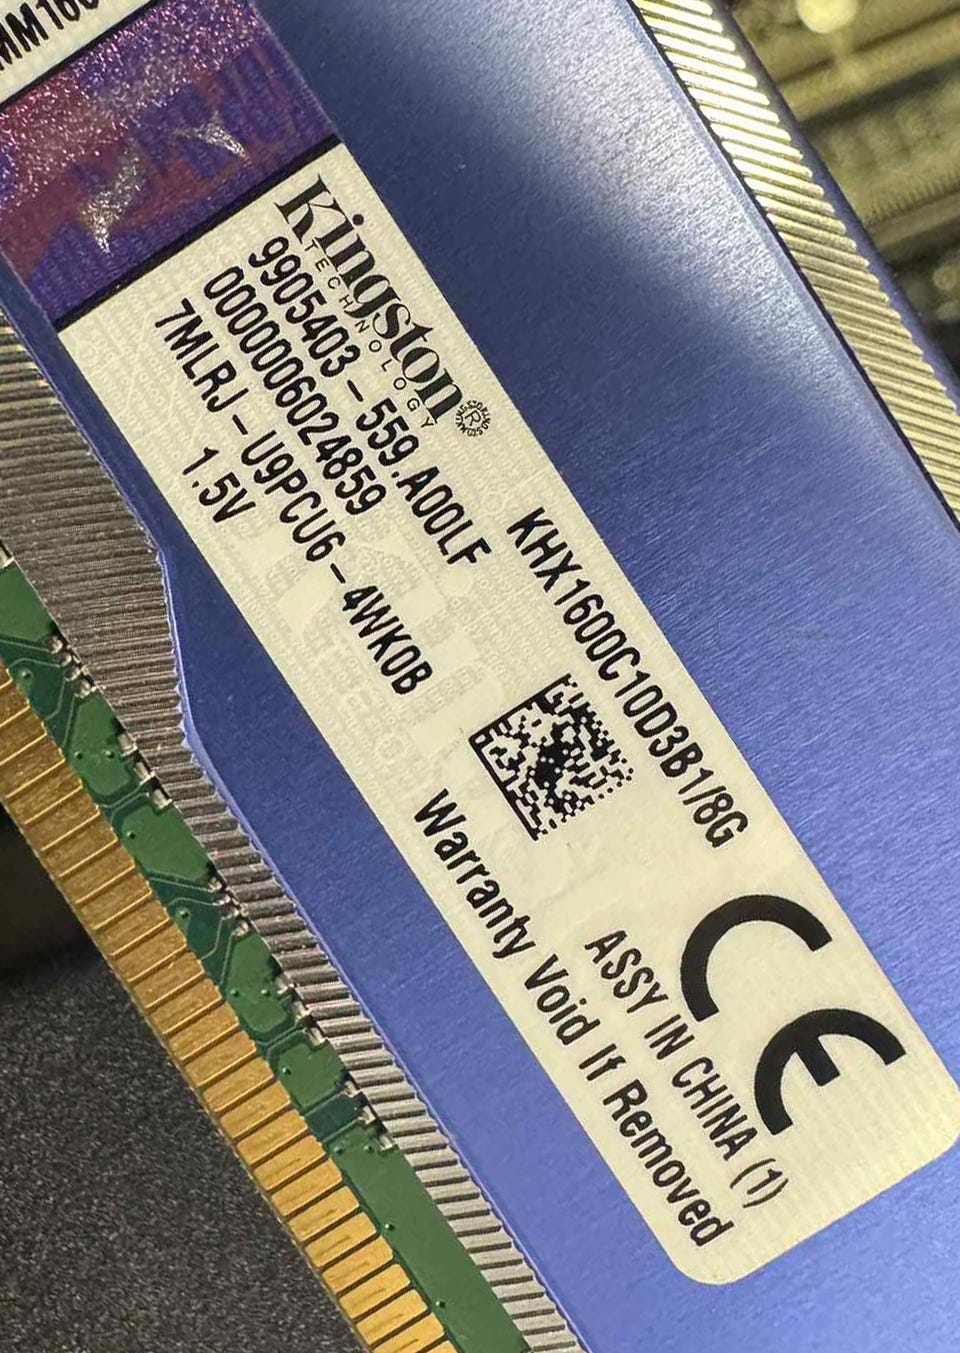 MM160
Kingston
TECHNOLOGY
9905403-559.A00LF
0000006024859
7MLRJ-U9PCU6-4WK0B
1.5V
KHX1600C10D3B1/8G
CE
ASSY IN CHINA (1)
Warranty Void If Removed